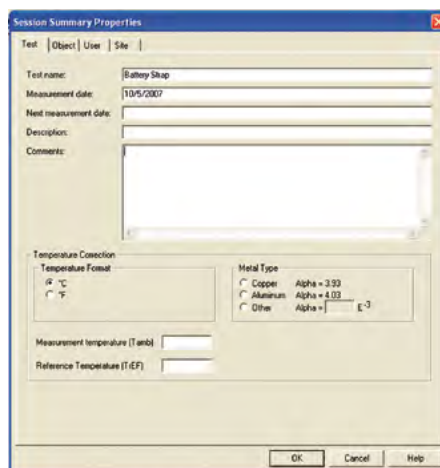 Session Summary Properties
Test Object User Site
Test name: Battery Strap
Measurement date: 10/5/2007
Next measurement date:
Description:
Comments:
Temperature Correction
Temperature Format
°C
°F
Metal Type
Copper Alpha = 3.93
Aluminum Alpha = 4.03
Other Alpha = E-3
Measurement temperature (Tamb)
Reference Temperature (TrEF)
OK Cancel Help